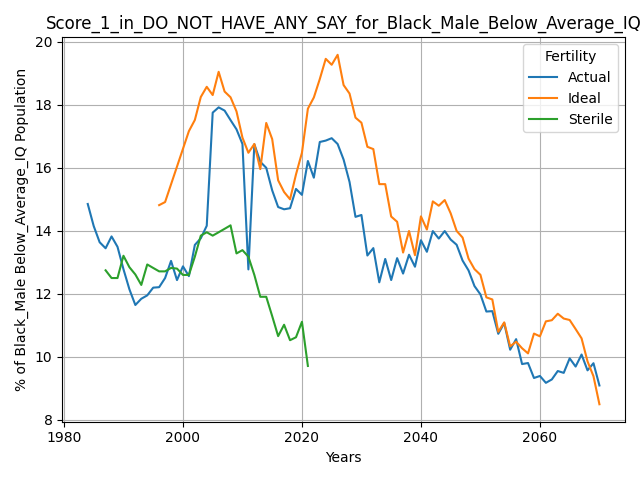 Score_1_in_DO_NOT_HAVE_ANY_SAY_for_Black_Male_Below_Average_IQ
% of Black_Male Below_Average_IQ Population
20
18
16
14
12
10
8
Fertility
Actual
Ideal
Sterile
1980
2000
2020
2040
2060
Years